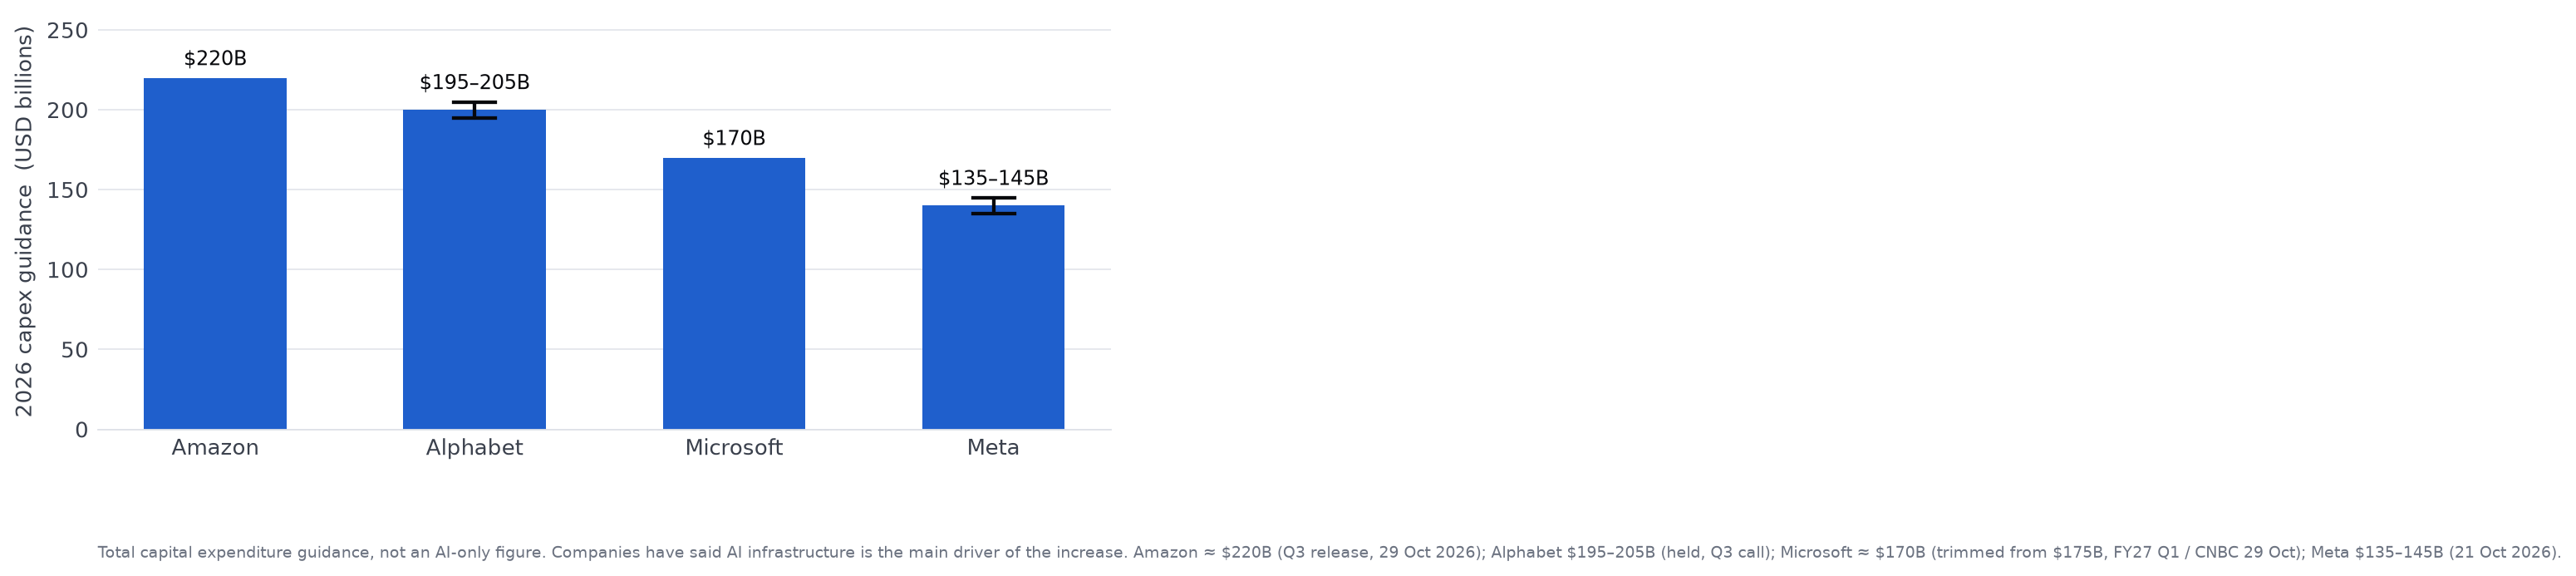 2026 capex guidance (USD billions)
250
200
150
100
50
0
$220B
$195–205B
$170B
$135–145B
Amazon
Alphabet
Microsoft
Meta
Total capital expenditure guidance, not an AI-only figure. Companies have said AI infrastructure is the main driver of the increase. Amazon ≈ $220B (Q3 release, 29 Oct 2026); Alphabet $195–205B (held, Q3 call); Microsoft ≈ $170B (trimmed from $175B, FY27 Q1 / CNBC 29 Oct); Meta $135–145B (21 Oct 2026).